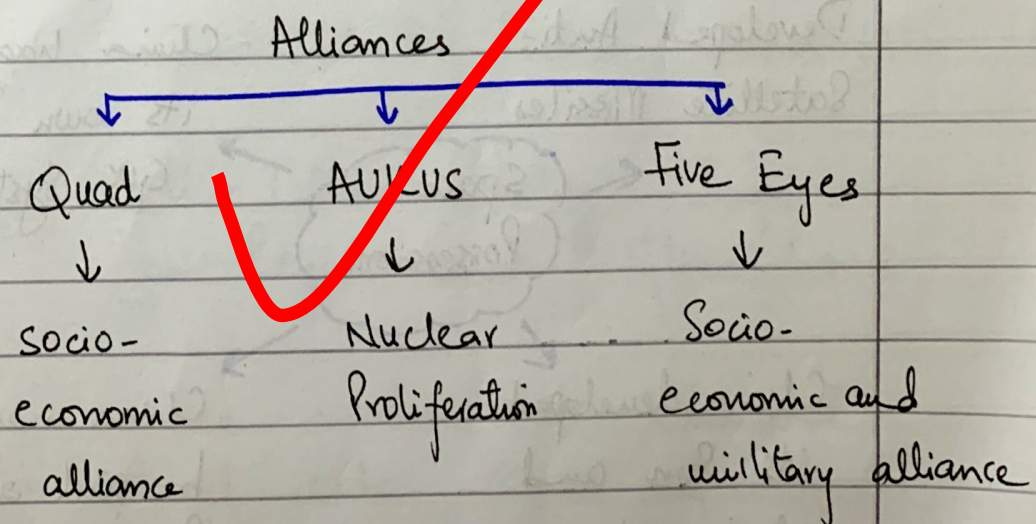 Alliances
Quad AUKUS Five Eyes
socio- Nuclear Socio-
economic Proliferation economic and
alliance military alliance